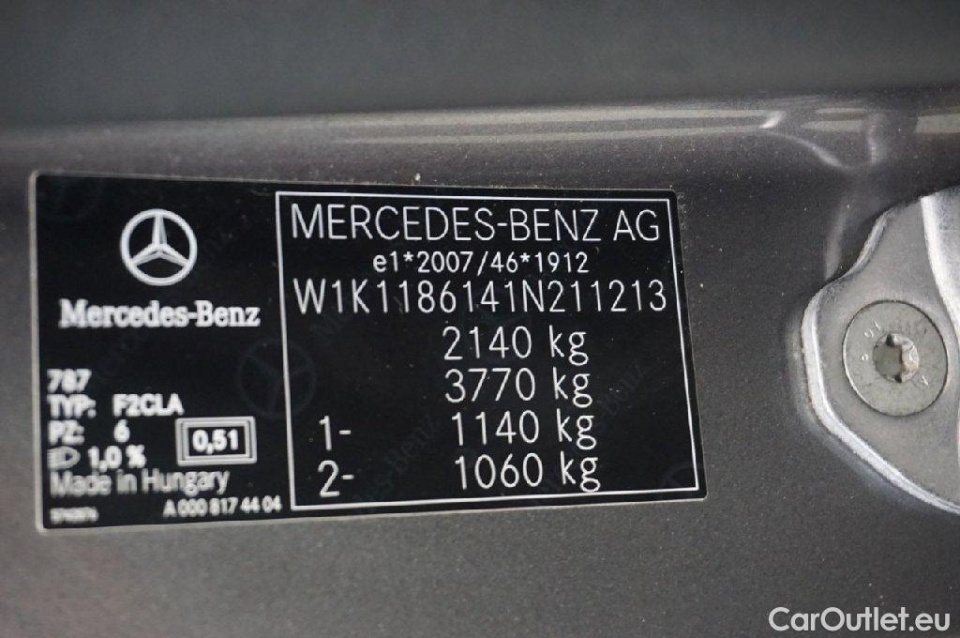 Mercedes-Benz
787
TYP: F2CLA
PZ: 6
1,0 %
0,51
Made in Hungary
A 000 817 44 04
MERCEDES-BENZ AG
e1*2007/46*1912
W1K1186141N211213
2140 kg
3770 kg
1- 1140 kg
2- 1060 kg
CarOutlet.eu